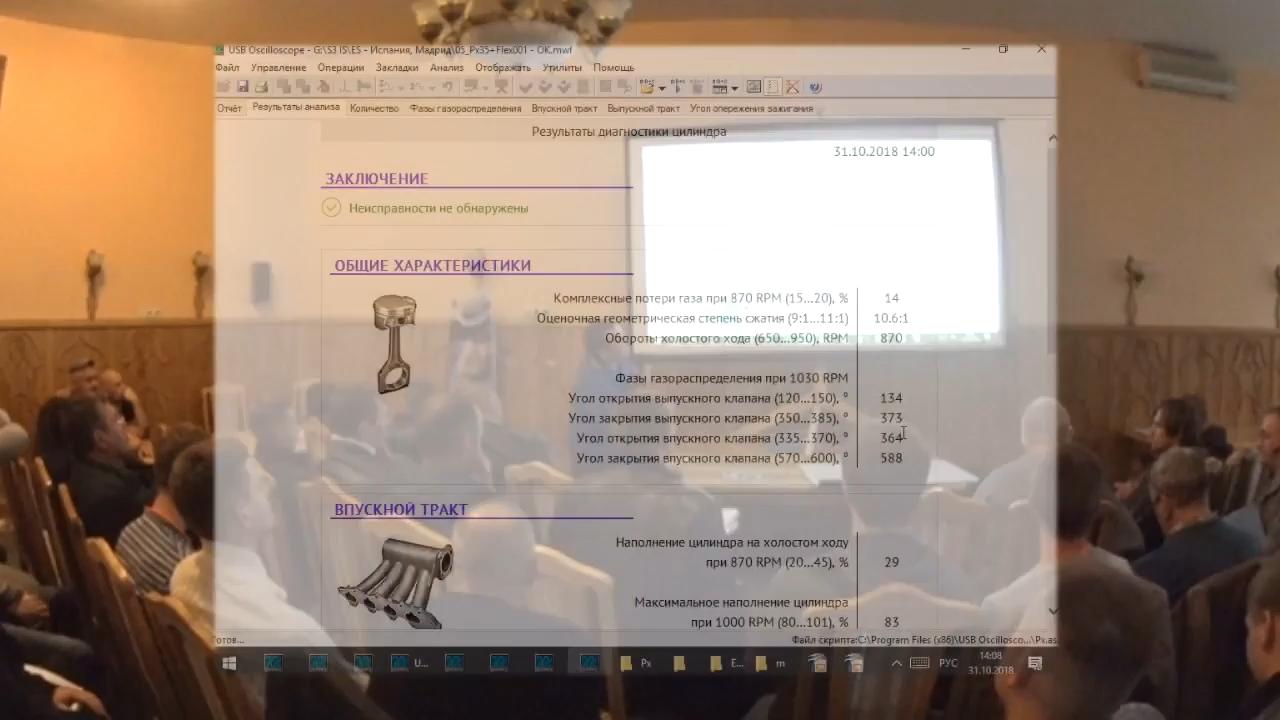 USB Oscilloscope - G:\S3 IS\ES - Испания, Мадрид\05_Px35+Flex001 - OK.mwf
Файл Управление Операции Закладки Анализ Отображать Утилиты Помощь
Отчёт Результаты анализа Количество Фазы газораспределения Впускной тракт Выпускной тракт Угол опережения зажигания
Результаты диагностики цилиндра
31.10.2018 14:00
ЗАКЛЮЧЕНИЕ
Неисправности не обнаружены
ОБЩИЕ ХАРАКТЕРИСТИКИ
Комплексные потери газа при 870 RPM (15...20), % 14
Оценочная геометрическая степень сжатия (9:1...11:1) 10.6:1
Обороты холостого хода (650...950), RPM 870
Фазы газораспределения при 1030 RPM
Угол открытия выпускного клапана (120...150), ° 134
Угол закрытия выпускного клапана (350...385), ° 373
Угол открытия впускного клапана (335...370), ° 364
Угол закрытия впускного клапана (570...600), ° 588
ВПУСКНОЙ ТРАКТ
Наполнение цилиндра на холостом ходу
при 870 RPM (20...45), % 29
Максимальное наполнение цилиндра
при 1000 RPM (80...101), % 83
Готов... Файл скрипта:C:\Program Files (x86)\USB Oscillosco...\Px.as
U... Px E... m РУС 14:08
31.10.2018